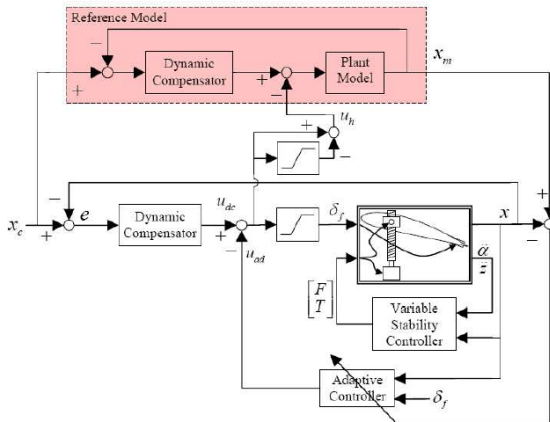 Reference Model
−
Dynamic
Compensator
+
−
Plant
Model
x_m
+
u_h
+
−
−
x_c
+
e
Dynamic
Compensator
u_dc
+
−
u_ad
δ_f
x
+
−
α̈
z̈
[F
T]
Variable
Stability
Controller
Adaptive
Controller
δ_f